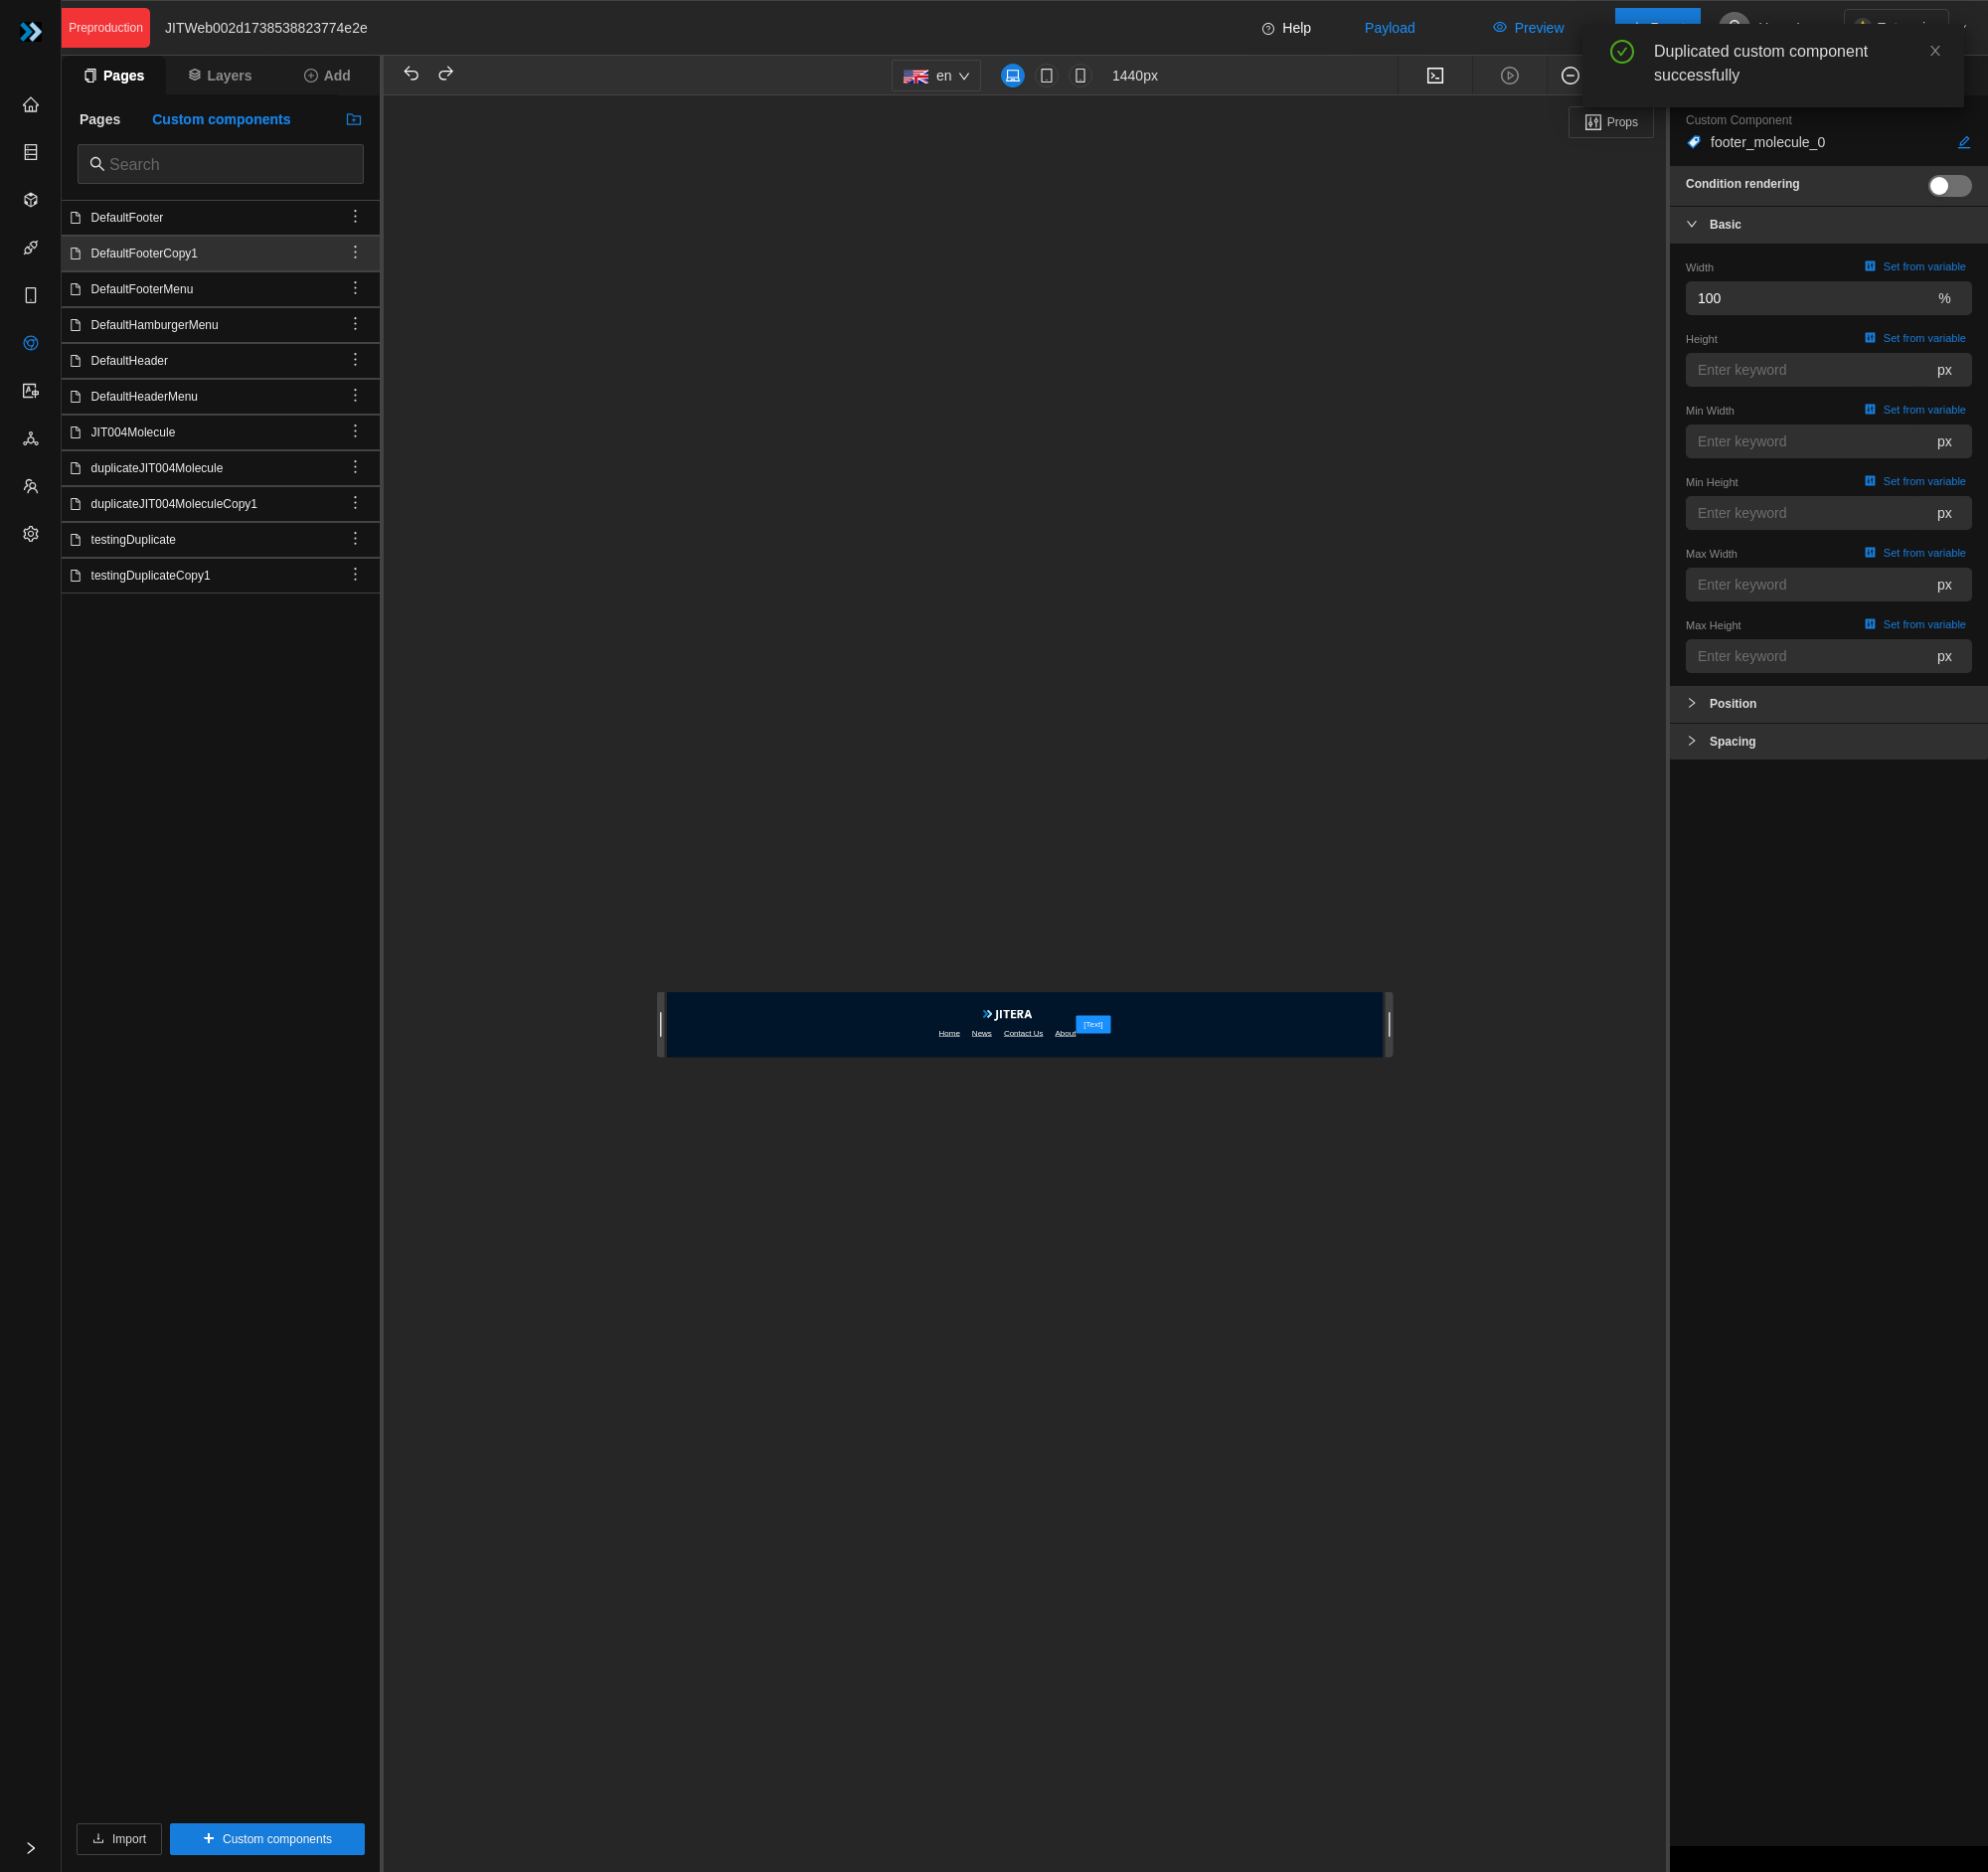 Preproduction
JITWeb002d1738538823774e2e
Help
Payload
Preview
Duplicated custom component
successfully
Pages
Layers
Add
en
1440px
Pages
Custom components
Search
Props
DefaultFooter
DefaultFooterCopy1
DefaultFooterMenu
DefaultHamburgerMenu
DefaultHeader
DefaultHeaderMenu
JIT004Molecule
duplicateJIT004Molecule
duplicateJIT004MoleculeCopy1
testingDuplicate
testingDuplicateCopy1
JITERA
Home
News
Contact Us
About
[Text]
Custom Component
footer_molecule_0
Condition rendering
Basic
Width
Set from variable
100
%
Height
Set from variable
Enter keyword
px
Min Width
Set from variable
Enter keyword
px
Min Height
Set from variable
Enter keyword
px
Max Width
Set from variable
Enter keyword
px
Max Height
Set from variable
Enter keyword
px
Position
Spacing
Import
Custom components